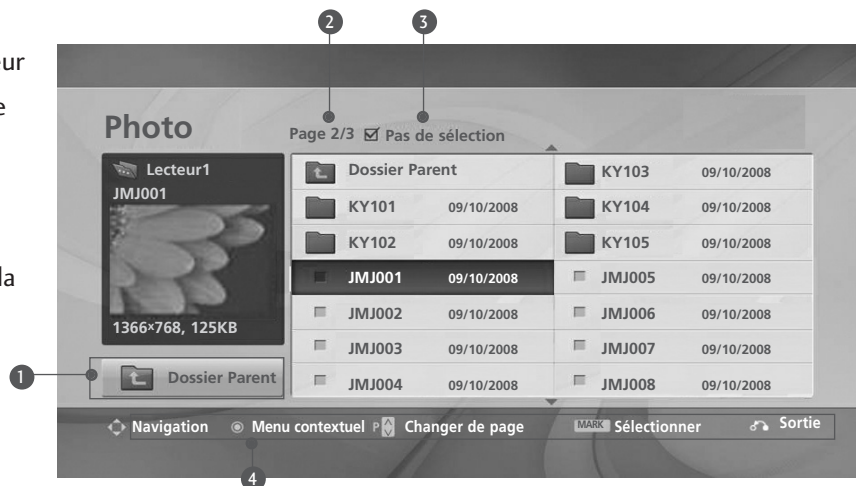 2 3
eur
e
la
Photo
Page 2/3 Pas de sélection
Lecteur1
JMJ001
1366×768, 125KB
1 Dossier Parent
Dossier Parent
KY101 09/10/2008
KY102 09/10/2008
JMJ001 09/10/2008
JMJ002 09/10/2008
JMJ003 09/10/2008
JMJ004 09/10/2008
KY103 09/10/2008
KY104 09/10/2008
KY105 09/10/2008
JMJ005 09/10/2008
JMJ006 09/10/2008
JMJ007 09/10/2008
JMJ008 09/10/2008
Navigation Menu contextuel P Changer de page MARK Sélectionner Sortie
4